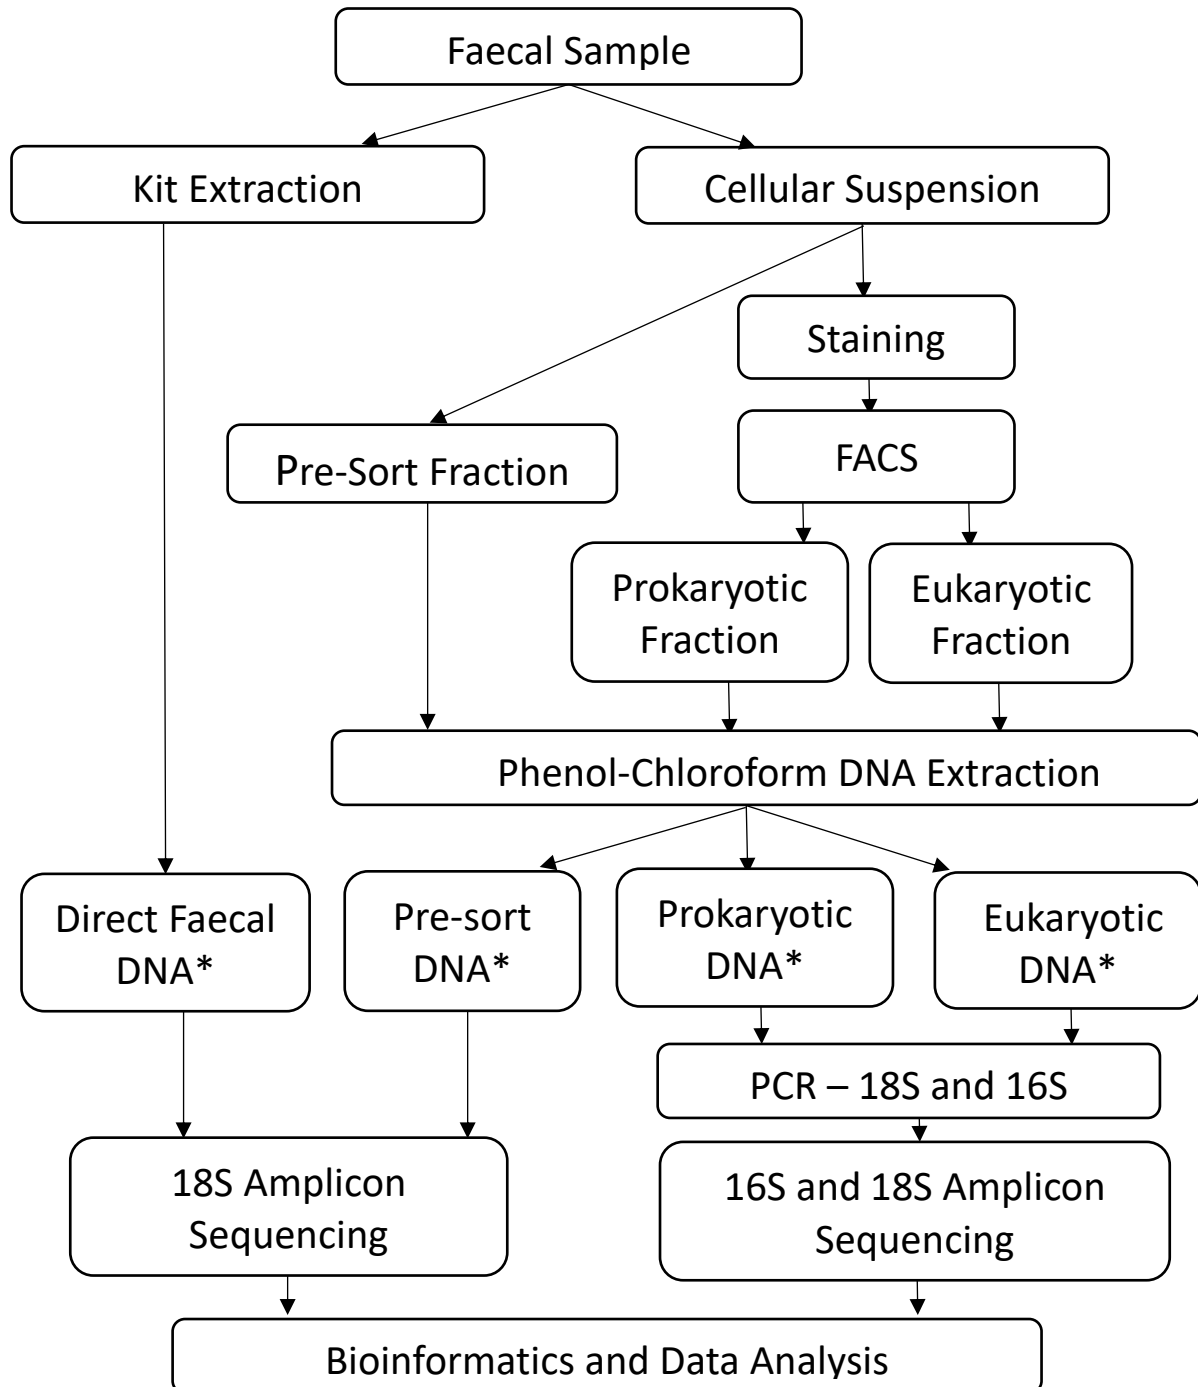 Faecal Sample
Kit Extraction
Cellular Suspension
Staining
Pre-Sort Fraction
FACS
Prokaryotic
Fraction
Eukaryotic
Fraction
Phenol-Chloroform DNA Extraction
Direct Faecal
DNA*
Pre-sort
DNA*
Prokaryotic
DNA*
Eukaryotic
DNA*
PCR – 18S and 16S
18S Amplicon
Sequencing
16S and 18S Amplicon
Sequencing
Bioinformatics and Data Analysis